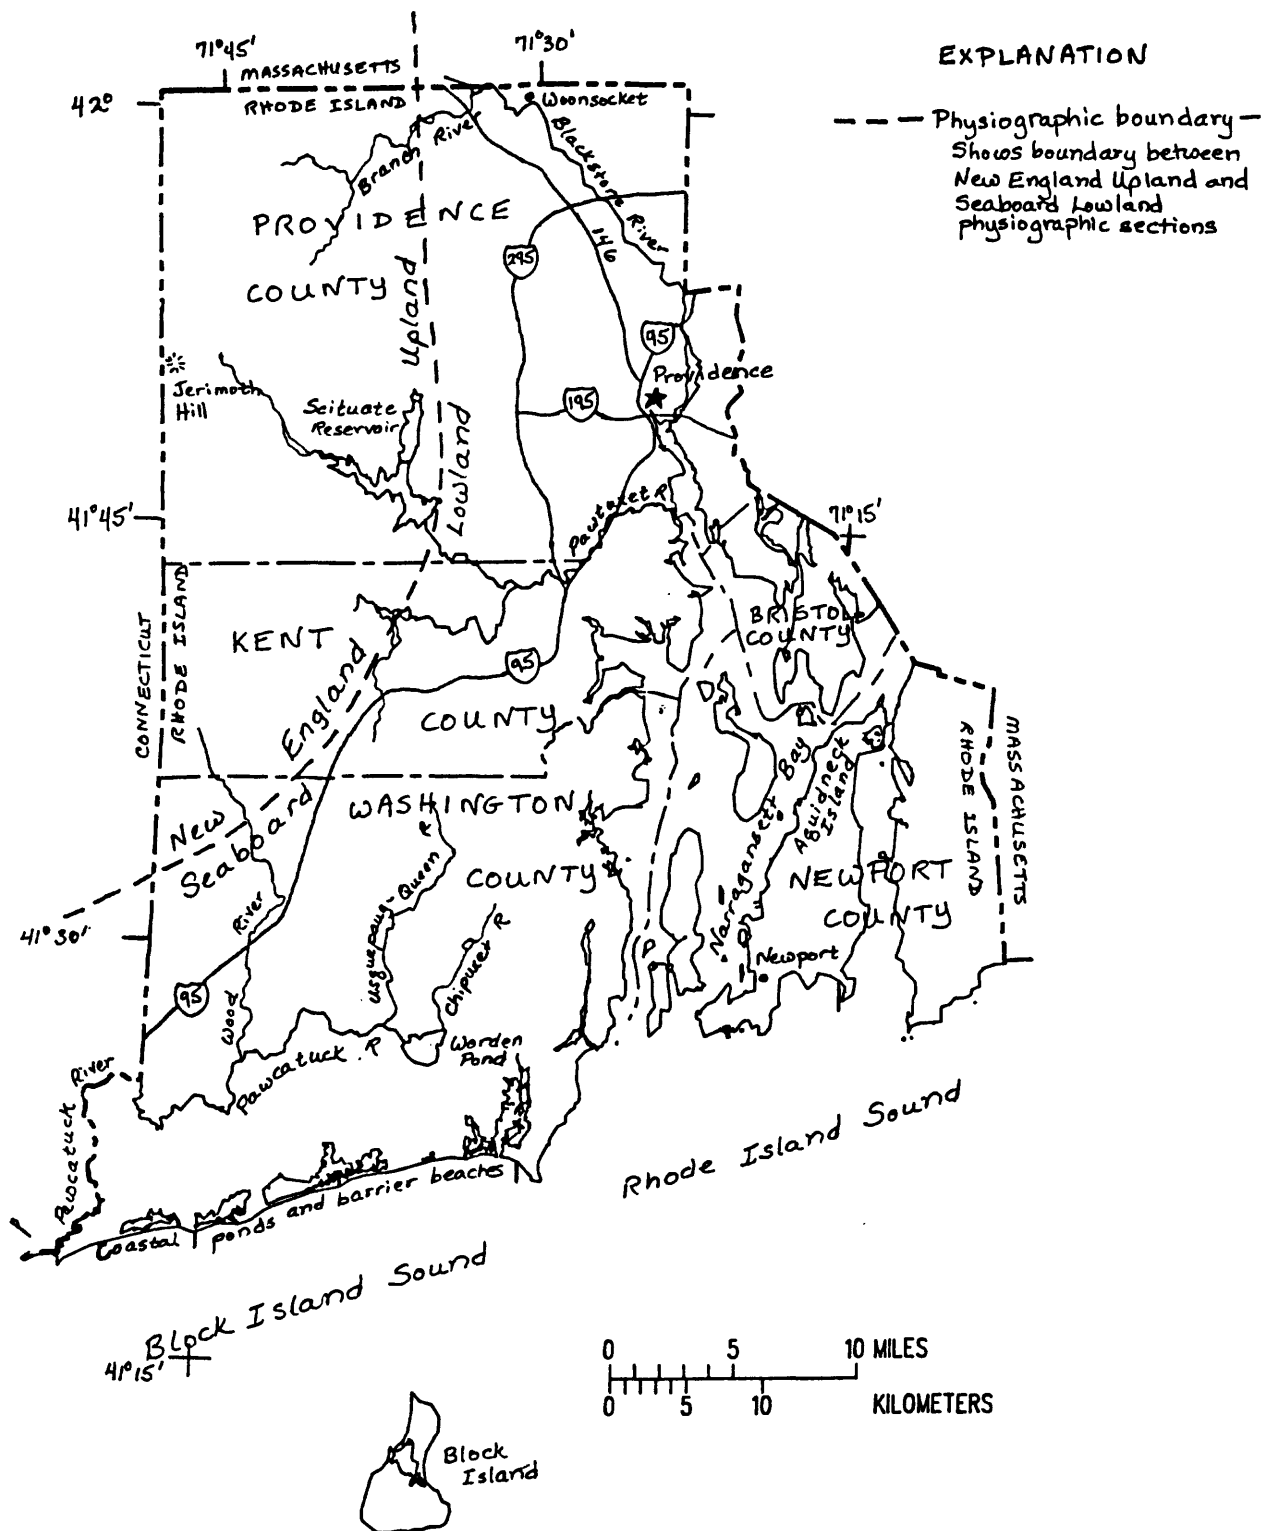 71°45'
71°30'
EXPLANATION
MASSACHUSETTS
42°
RHODE ISLAND
Woonsocket
Physiographic boundary
Shows boundary between
New England Upland and
Seaboard Lowland
physiographic sections
Branch River
Blackstone River
PROVIDENCE
COUNTY
146
295
Upland
95
Providence
Jerimoth
Hill
Scituate
Reservoir
195
Lowland
41°45'
Pawtuxet R
71°15'
CONNECTICUT
RHODE ISLAND
KENT
COUNTY
BRISTOL
COUNTY
95
New England
Seaboard
WASHINGTON
COUNTY
Narragansett Bay
Aquidneck
Island
RHODE ISLAND
MASSACHUSETTS
NEWPORT
COUNTY
41°30'
Wood River
Usquepaug-Queen R
Chipuxet R
Newport
95
Worden
Pond
Pawcatuck R
Pawcatuck River
Coastal ponds and barrier beaches
Rhode Island Sound
Block Island Sound
41°15'
0 5 10 MILES
0 5 10 KILOMETERS
Block
Island